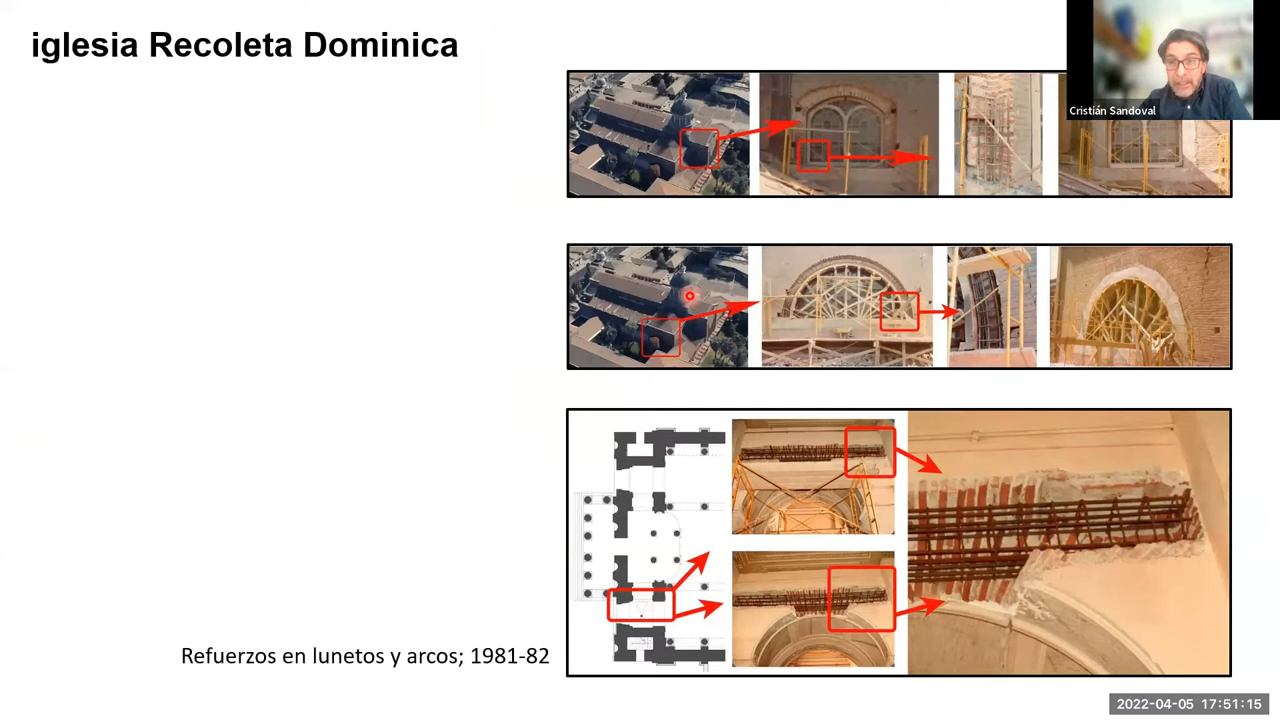 iglesia Recoleta Dominica
Cristián Sandoval
Refuerzos en lunetos y arcos; 1981-82
2022-04-05 17:51:15